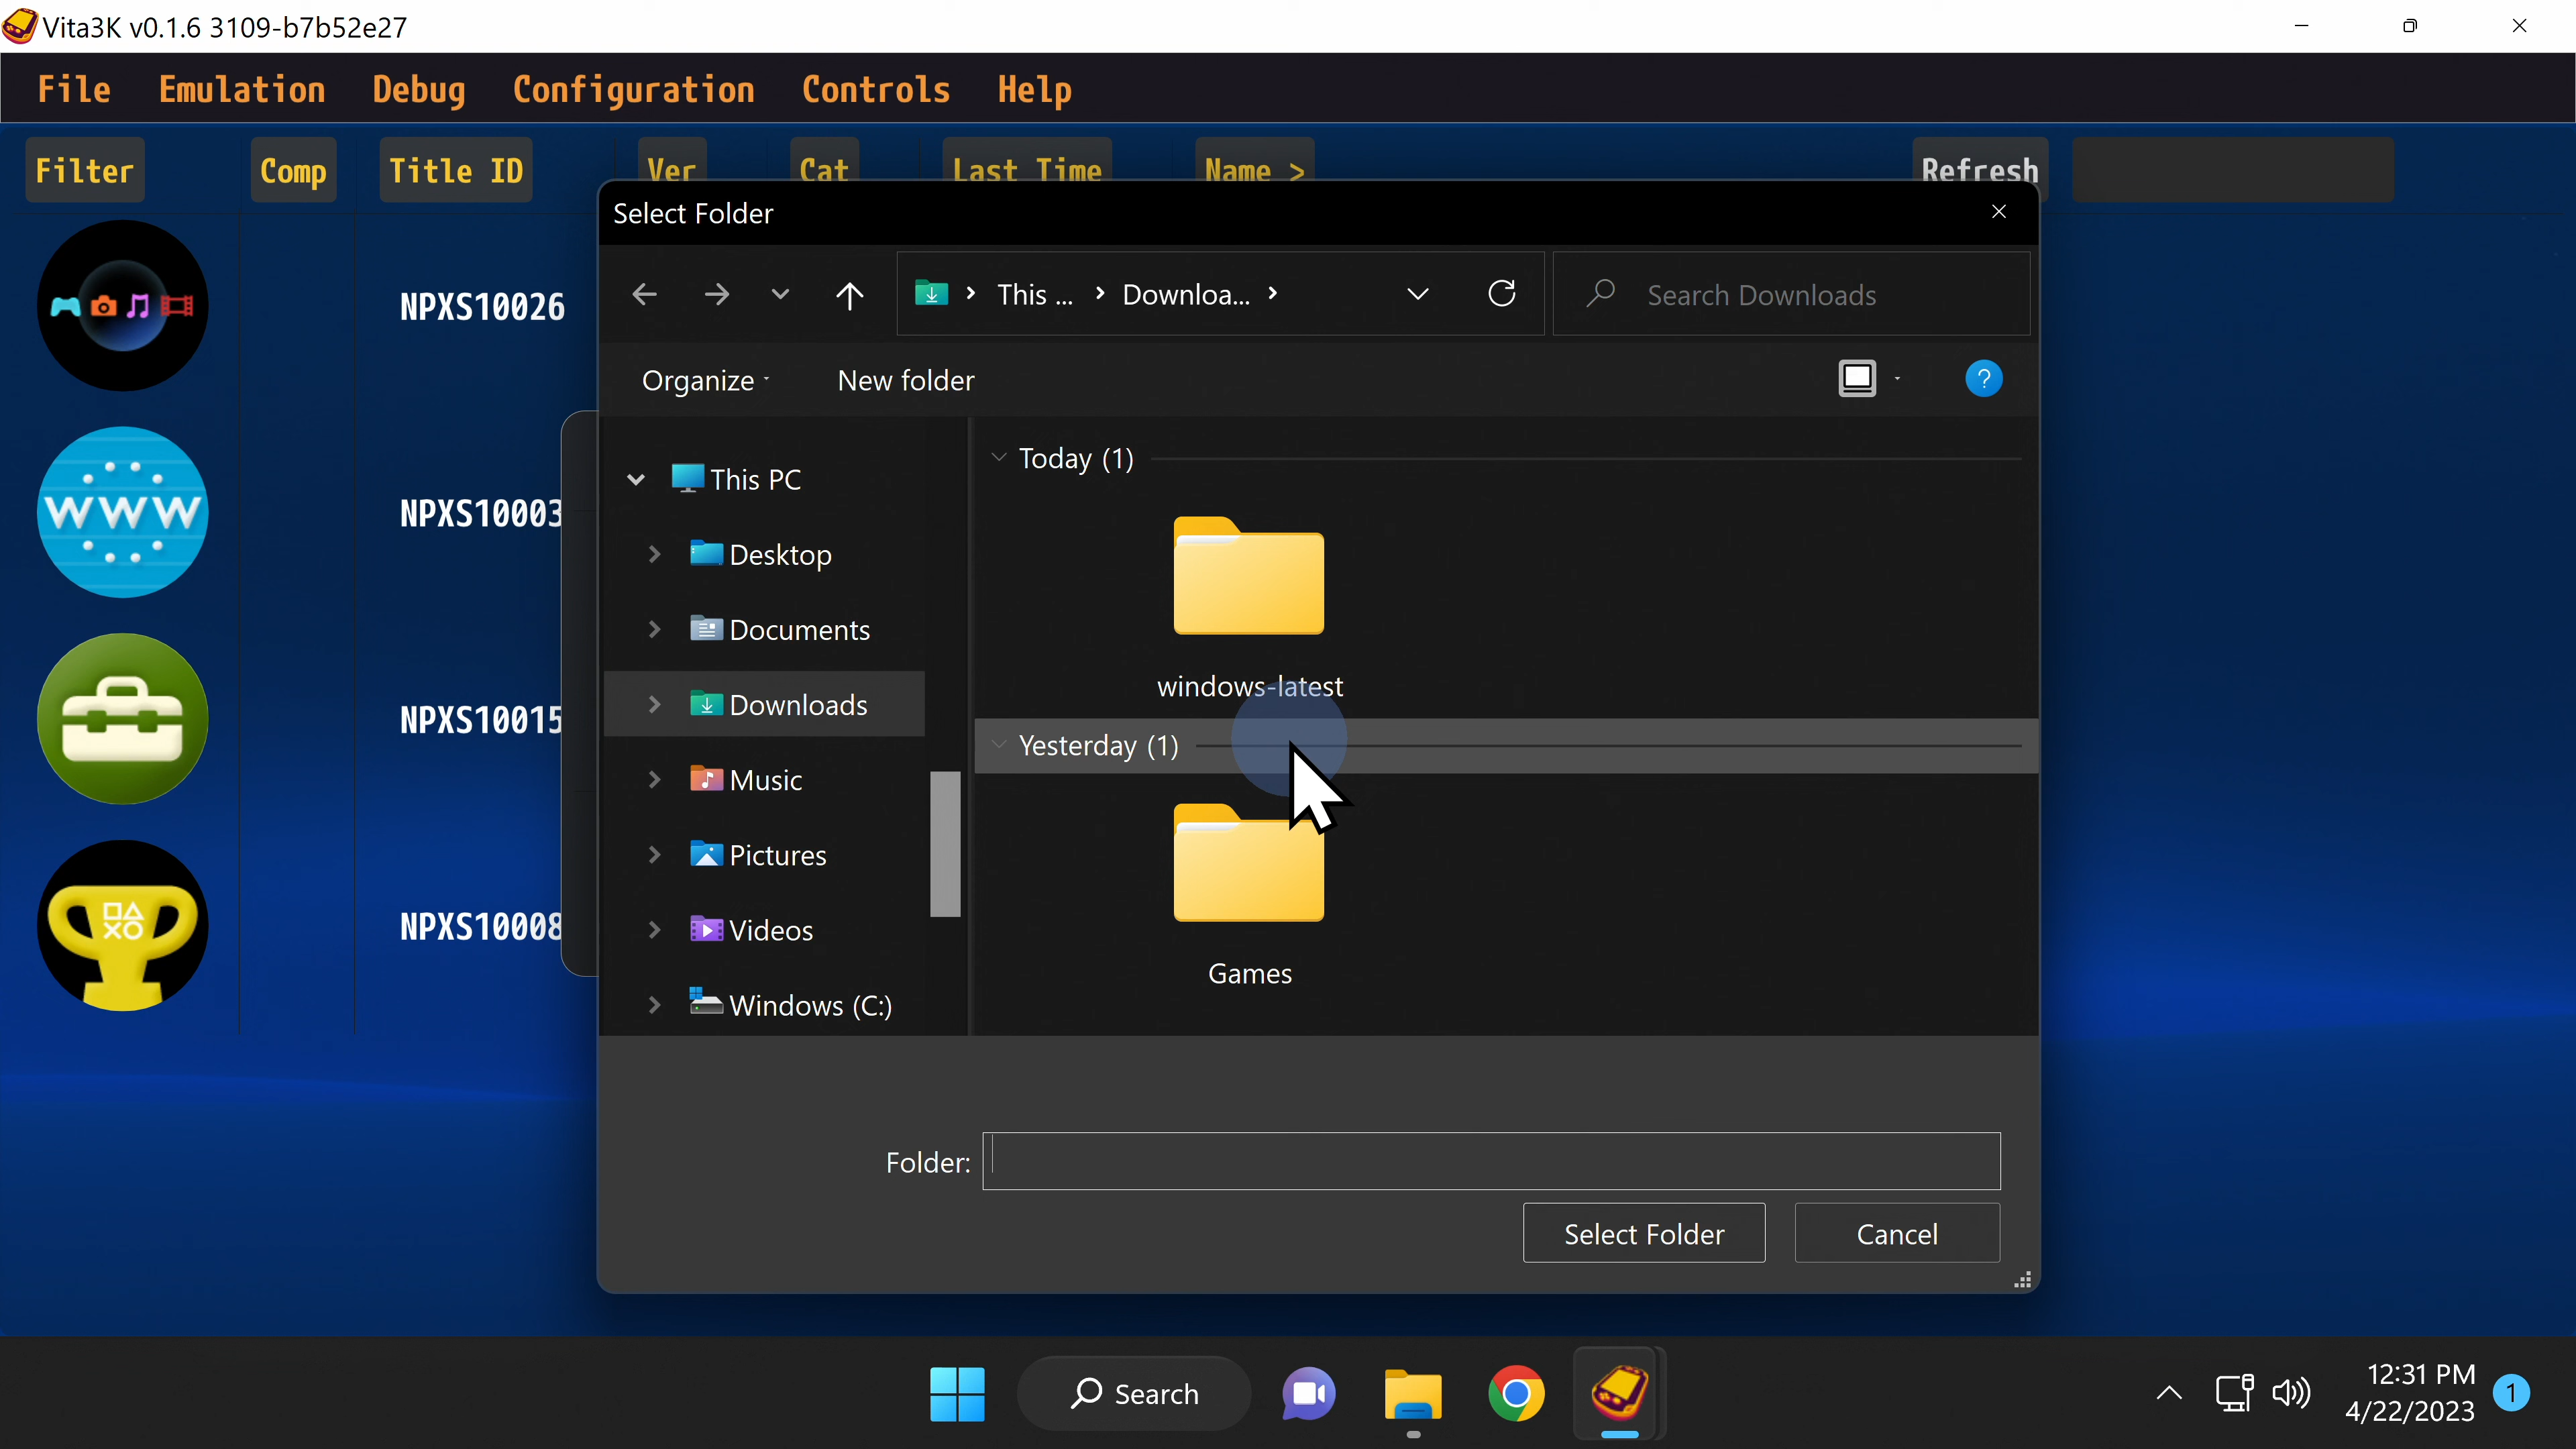 Vita3K v0.1.6 3109-b7b52e27
File Emulation Debug Configuration Controls Help
Filter Comp Title ID Ver Cat Last Time Name > Refresh
Select Folder
This ... Downloa... Search Downloads
Organize New folder ?
NPXS10026
WWW NPXS10003
NPXS10015
NPXS10008
This PC
Desktop
Documents
Downloads
Music
Pictures
Videos
Windows (C:)
Today (1)
windows-latest
Yesterday (1)
Games
Folder:
Select Folder Cancel
Search
12:31 PM
4/22/2023
1